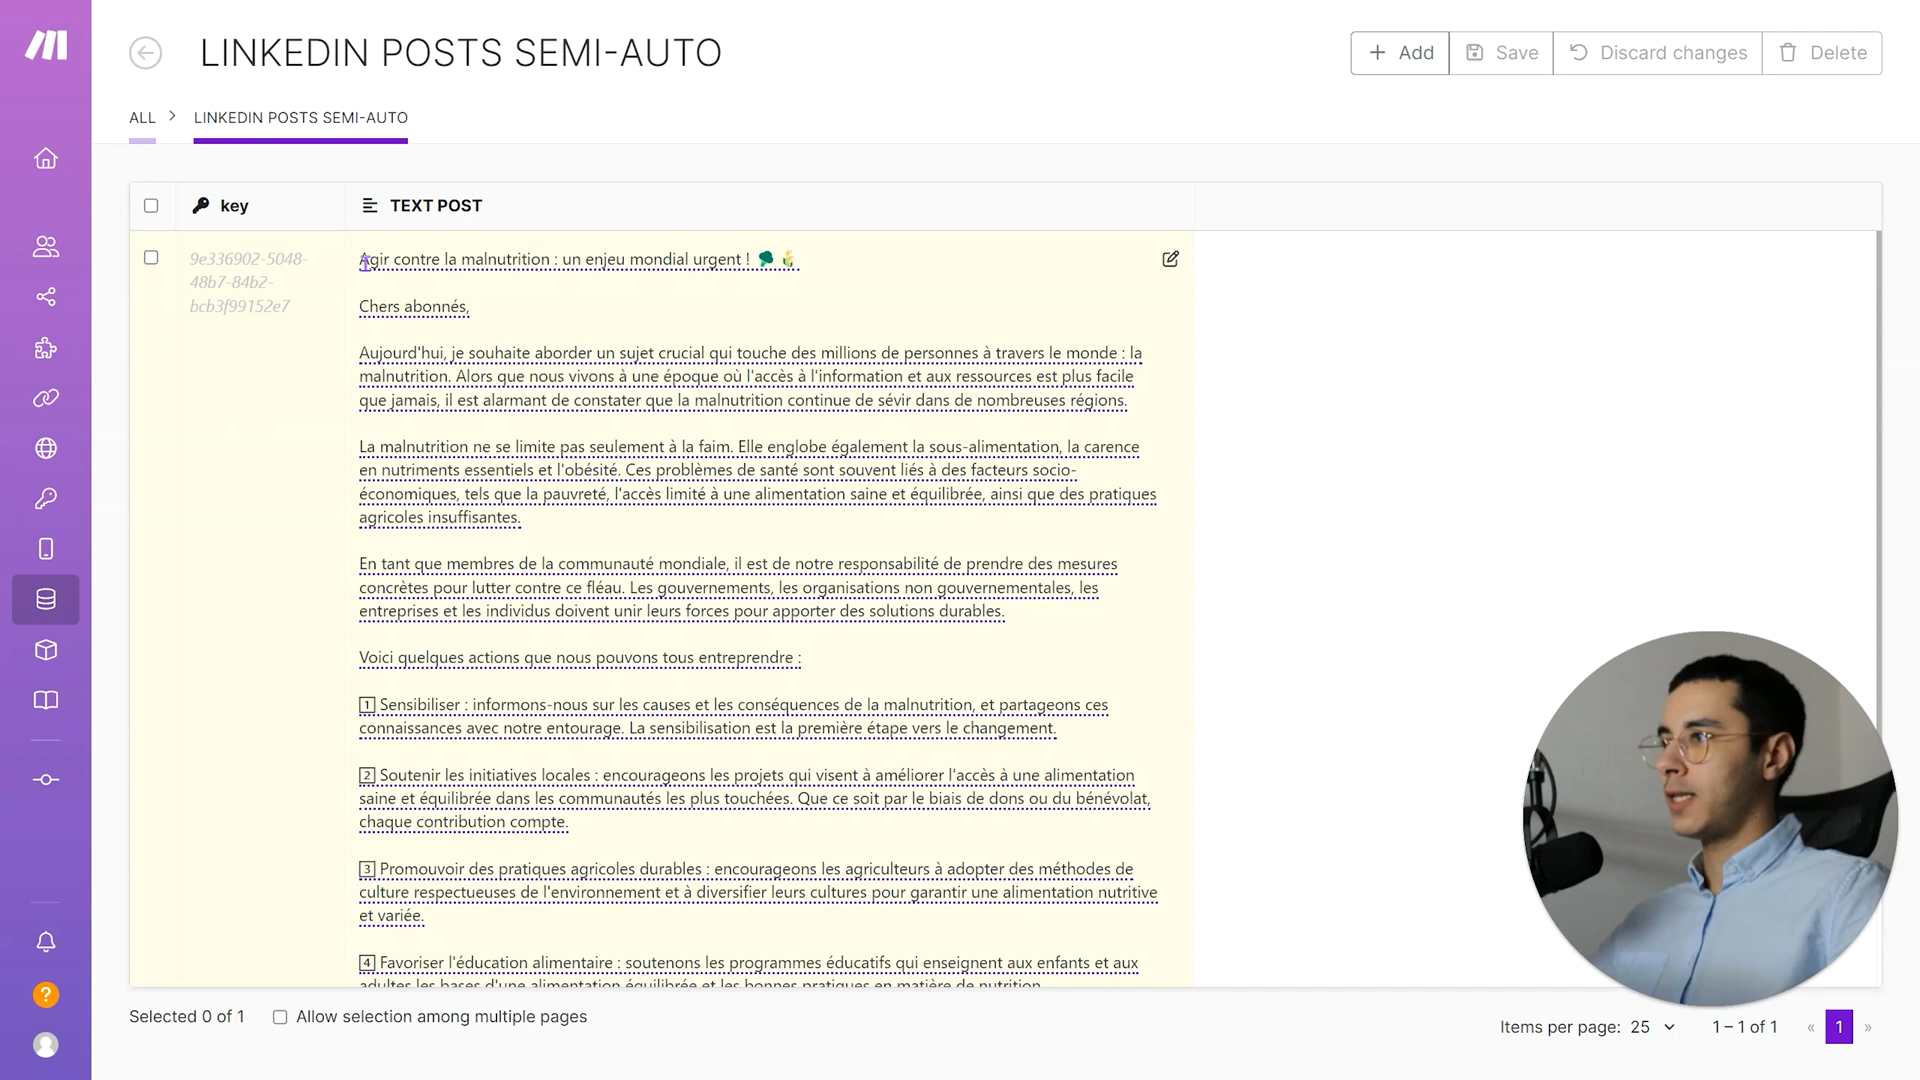 LINKEDIN POSTS SEMI-AUTO
Add
Save
Discard changes
Delete
ALL
LINKEDIN POSTS SEMI-AUTO
key
TEXT POST
9e336902-5048-
48b7-84b2-
bcb3f99152e7
Agir contre la malnutrition : un enjeu mondial urgent ! 🥦🌽
Chers abonnés,
Aujourd'hui, je souhaite aborder un sujet crucial qui touche des millions de personnes à travers le monde : la
malnutrition. Alors que nous vivons à une époque où l'accès à l'information et aux ressources est plus facile
que jamais, il est alarmant de constater que la malnutrition continue de sévir dans de nombreuses régions.
La malnutrition ne se limite pas seulement à la faim. Elle englobe également la sous-alimentation, la carence
en nutriments essentiels et l'obésité. Ces problèmes de santé sont souvent liés à des facteurs socio-
économiques, tels que la pauvreté, l'accès limité à une alimentation saine et équilibrée, ainsi que des pratiques
agricoles insuffisantes.
En tant que membres de la communauté mondiale, il est de notre responsabilité de prendre des mesures
concrètes pour lutter contre ce fléau. Les gouvernements, les organisations non gouvernementales, les
entreprises et les individus doivent unir leurs forces pour apporter des solutions durables.
Voici quelques actions que nous pouvons tous entreprendre :
1 Sensibiliser : informons-nous sur les causes et les conséquences de la malnutrition, et partageons ces
connaissances avec notre entourage. La sensibilisation est la première étape vers le changement.
2 Soutenir les initiatives locales : encourageons les projets qui visent à améliorer l'accès à une alimentation
saine et équilibrée dans les communautés les plus touchées. Que ce soit par le biais de dons ou du bénévolat,
chaque contribution compte.
3 Promouvoir des pratiques agricoles durables : encourageons les agriculteurs à adopter des méthodes de
culture respectueuses de l'environnement et à diversifier leurs cultures pour garantir une alimentation nutritive
et variée.
4 Favoriser l'éducation alimentaire : soutenons les programmes éducatifs qui enseignent aux enfants et aux
adultes les bases d'une alimentation équilibrée et les bonnes pratiques en matière de nutrition.
Selected 0 of 1
Allow selection among multiple pages
Items per page: 25
1 – 1 of 1
« 1 »
?